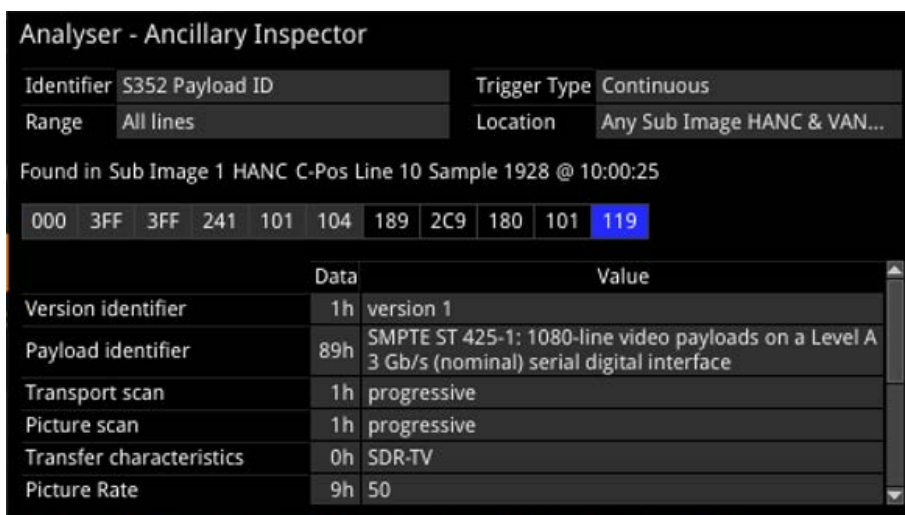 Analyser - Ancillary Inspector
Identifier S352 Payload ID Trigger Type Continuous
Range All lines Location Any Sub Image HANC & VAN...
Found in Sub Image 1 HANC C-Pos Line 10 Sample 1928 @ 10:00:25
000 3FF 3FF 241 101 104 189 2C9 180 101 119
Data Value
Version identifier 1h version 1
Payload identifier 89h SMPTE ST 425-1: 1080-line video payloads on a Level A
3 Gb/s (nominal) serial digital interface
Transport scan 1h progressive
Picture scan 1h progressive
Transfer characteristics 0h SDR-TV
Picture Rate 9h 50